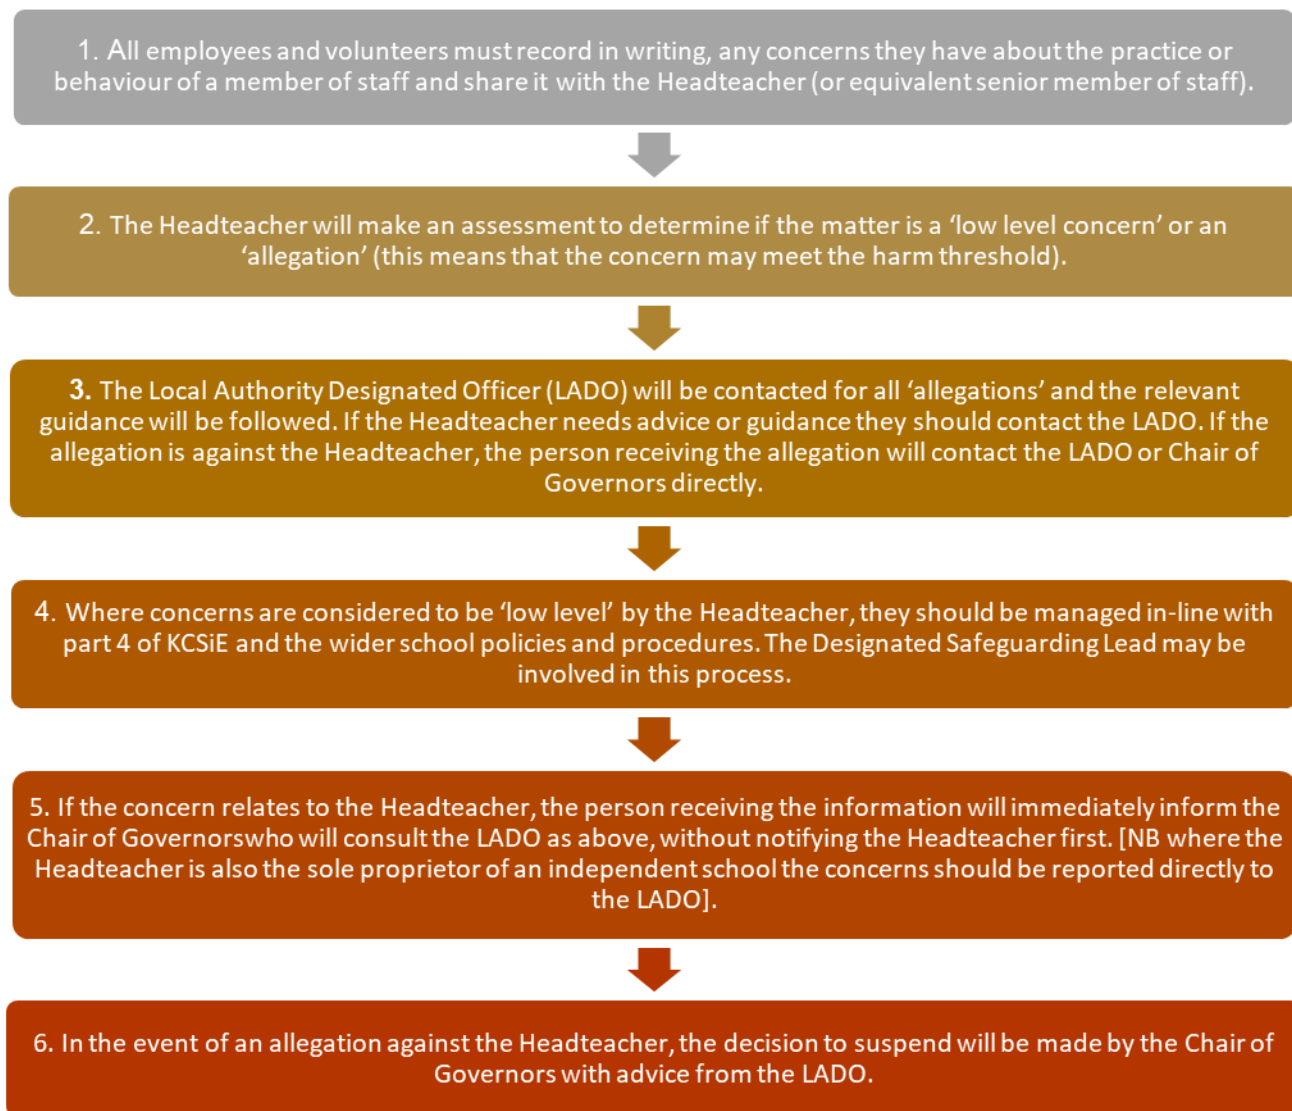 1. All employees and volunteers must record in writing, any concerns they have about the practice or
behaviour of a member of staff and share it with the Headteacher (or equivalent senior member of staff).
2. The Headteacher will make an assessment to determine if the matter is a ‘low level concern’ or an
‘allegation’ (this means that the concern may meet the harm threshold).
3. The Local Authority Designated Officer (LADO) will be contacted for all ‘allegations’ and the relevant
guidance will be followed. If the Headteacher needs advice or guidance they should contact the LADO. If the
allegation is against the Headteacher, the person receiving the allegation will contact the LADO or Chair of
Governors directly.
4. Where concerns are considered to be ‘low level’ by the Headteacher, they should be managed in-line with
part 4 of KCSiE and the wider school policies and procedures. The Designated Safeguarding Lead may be
involved in this process.
5. If the concern relates to the Headteacher, the person receiving the information will immediately inform the
Chair of Governorswho will consult the LADO as above, without notifying the Headteacher first. [NB where the
Headteacher is also the sole proprietor of an independent school the concerns should be reported directly to
the LADO].
6. In the event of an allegation against the Headteacher, the decision to suspend will be made by the Chair of
Governors with advice from the LADO.